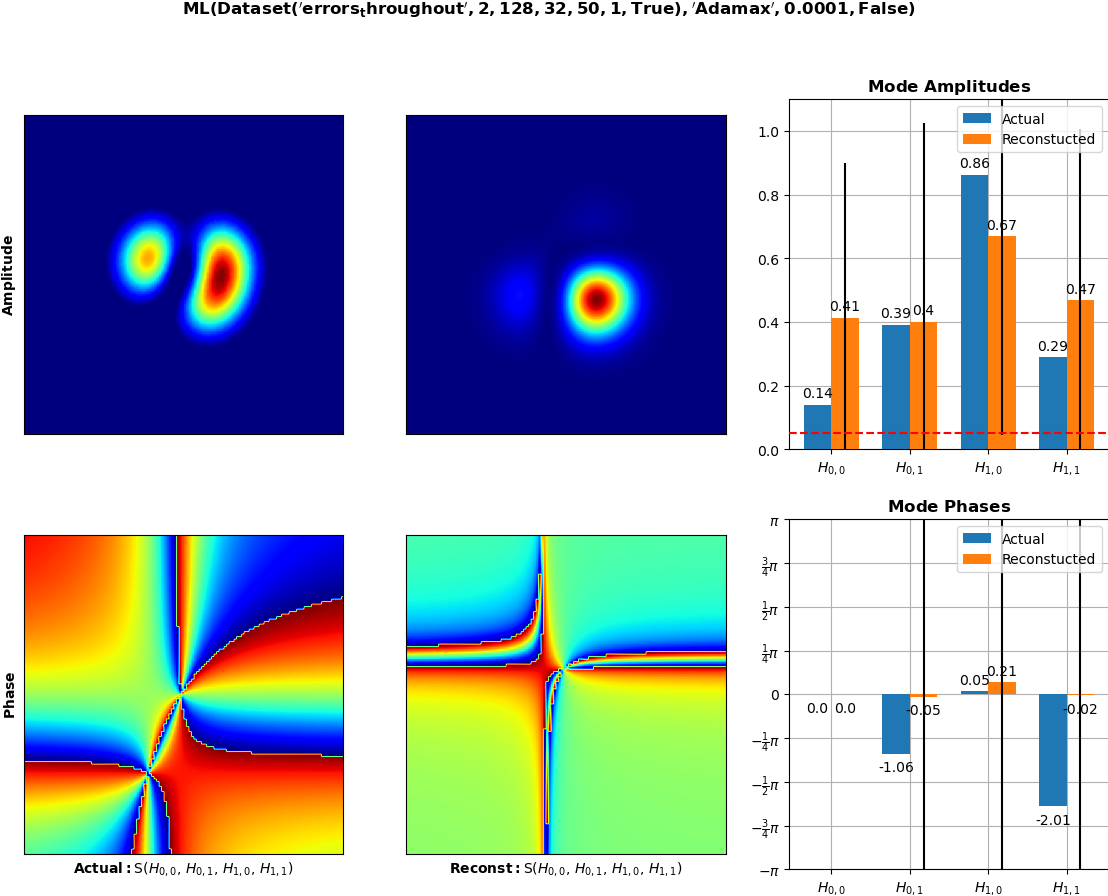 ML(Dataset('errors_throughout', 2, 128, 32, 50, 1, True), 'Adamax', 0.0001, False)
Amplitude
Mode Amplitudes
Actual
Reconstucted
1.0
0.8
0.6
0.4
0.2
0.0
0.14
0.41
0.39
0.4
0.86
0.67
0.29
0.47
H0,0
H0,1
H1,0
H1,1
Phase
Actual: S(H0,0, H0,1, H1,0, H1,1)
Reconst: S(H0,0, H0,1, H1,0, H1,1)
Mode Phases
Actual
Reconstucted
π
3/4π
1/2π
1/4π
0
−1/4π
−1/2π
−3/4π
−π
0.0
0.0
-1.06
-0.05
0.05
0.21
-2.01
-0.02
H0,0
H0,1
H1,0
H1,1